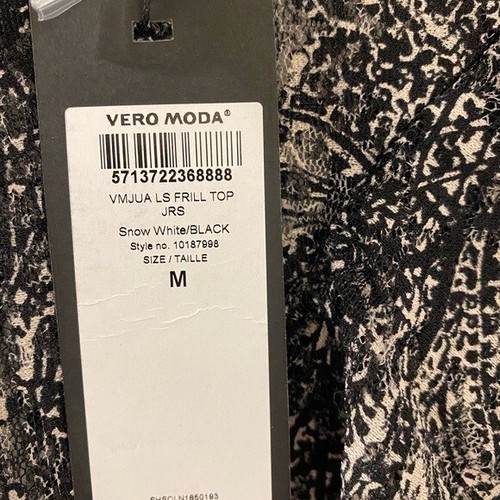 VERO MODA®
5713722368888
VMJUA LS FRILL TOP
JRS
Snow White/BLACK
Style no. 10187998
SIZE / TAILLE
M